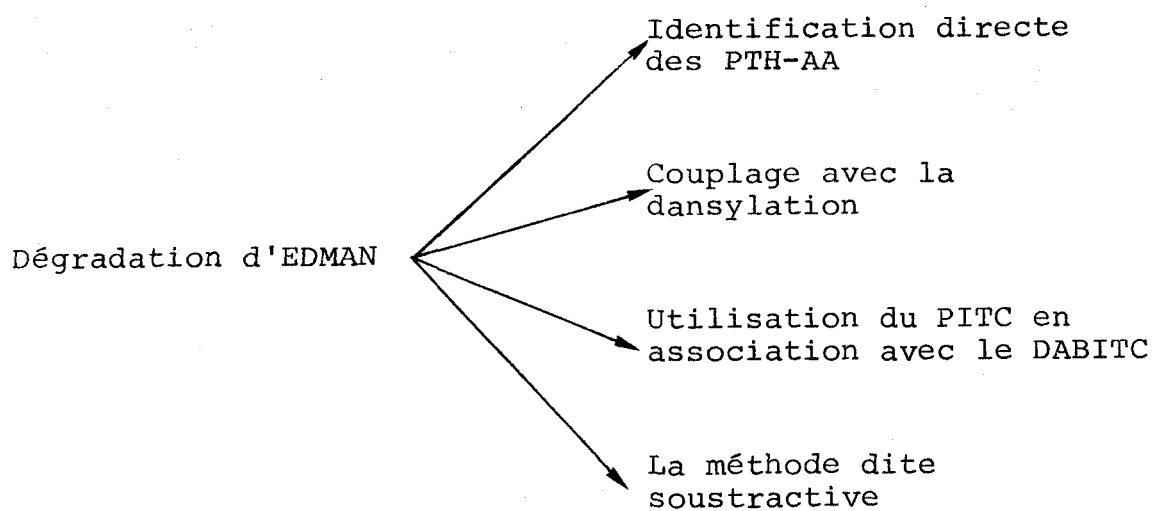 Identification directe
des PTH-AA
Couplage avec la
dansylation
Dégradation d'EDMAN
Utilisation du PITC en
association avec le DABITC
La méthode dite
soustractive